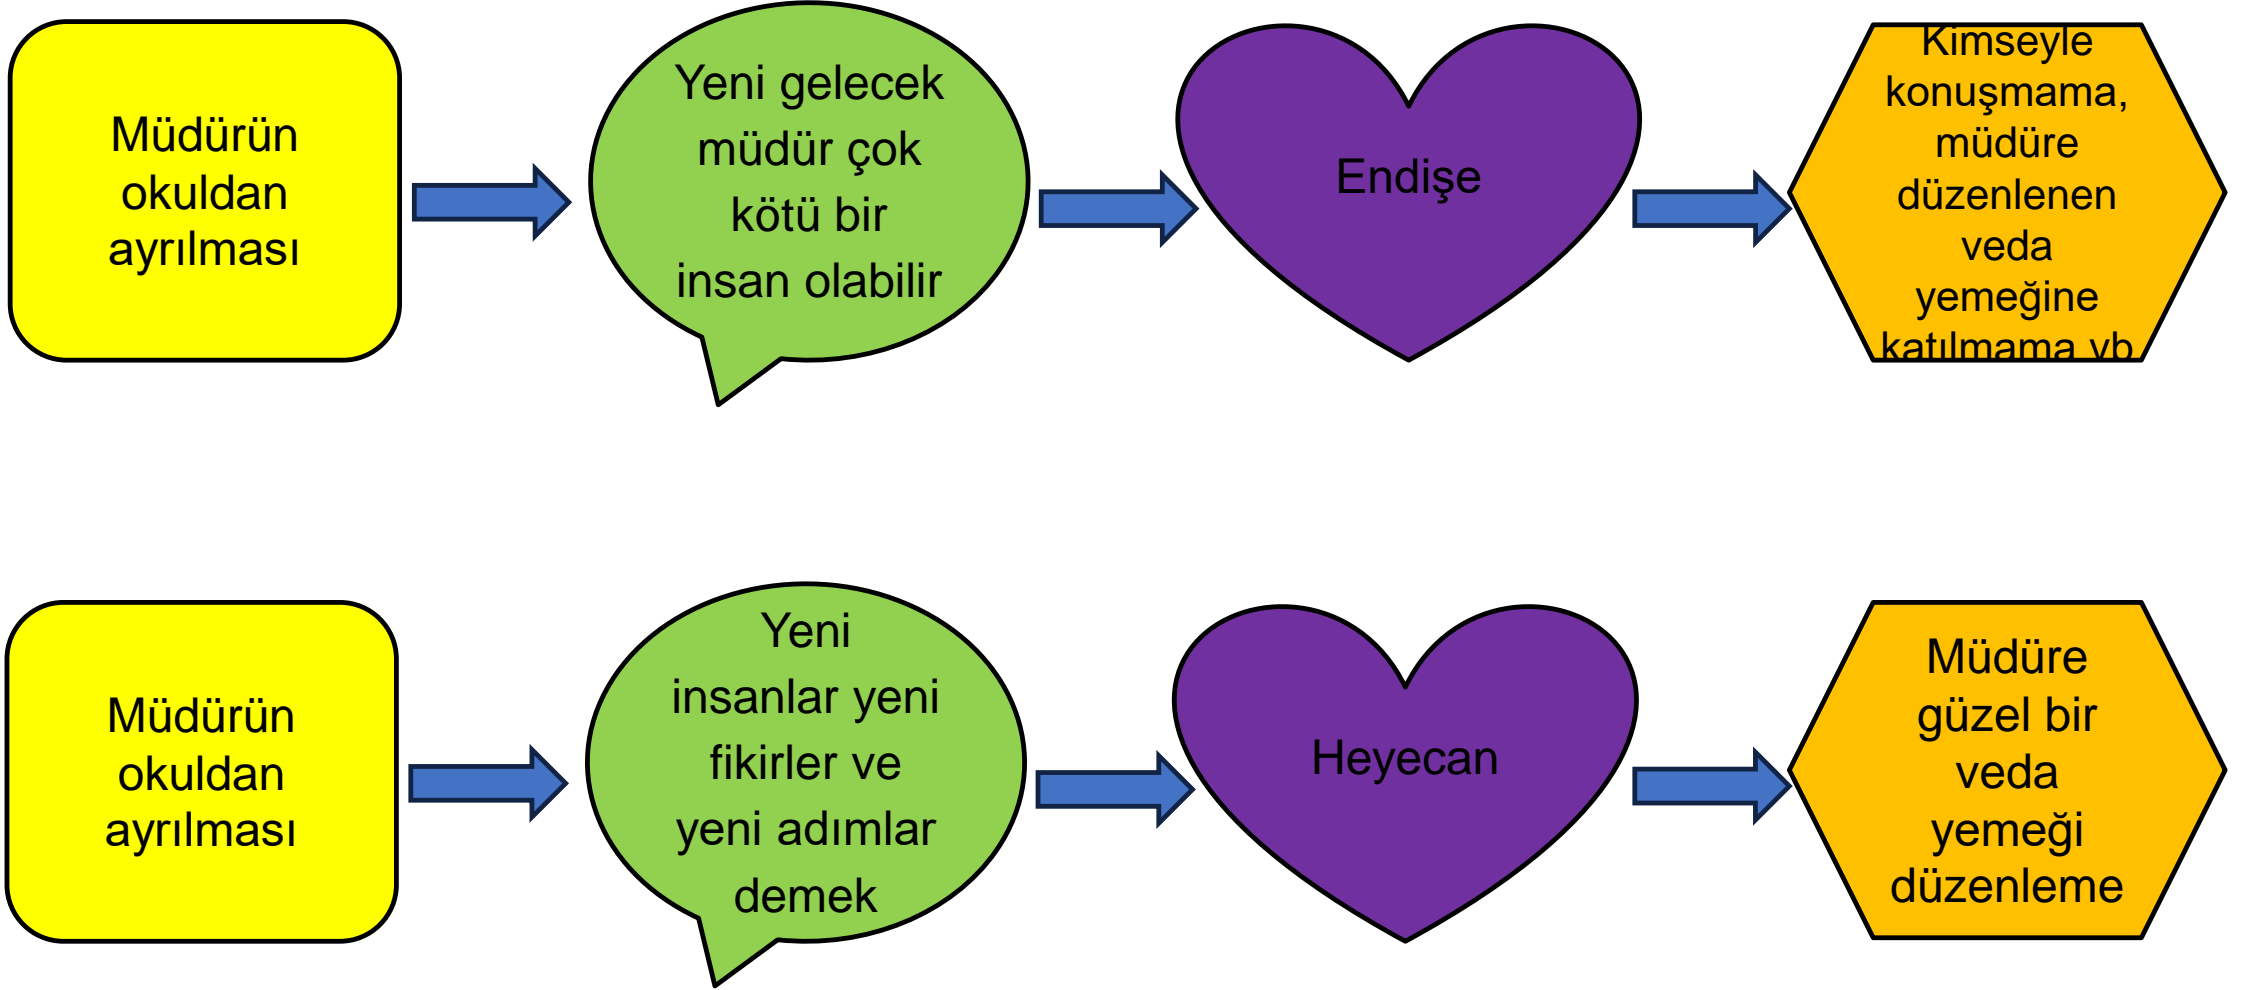 Müdürün
okuldan
ayrılması
Yeni gelecek
müdür çok
kötü bir
insan olabilir
Endişe
Kimseyle
konuşmama,
müdüre
düzenlenen
veda
yemeğine
katılmama vb
Müdürün
okuldan
ayrılması
Yeni
insanlar yeni
fikirler ve
yeni adımlar
demek
Heyecan
Müdüre
güzel bir
veda
yemeği
düzenleme